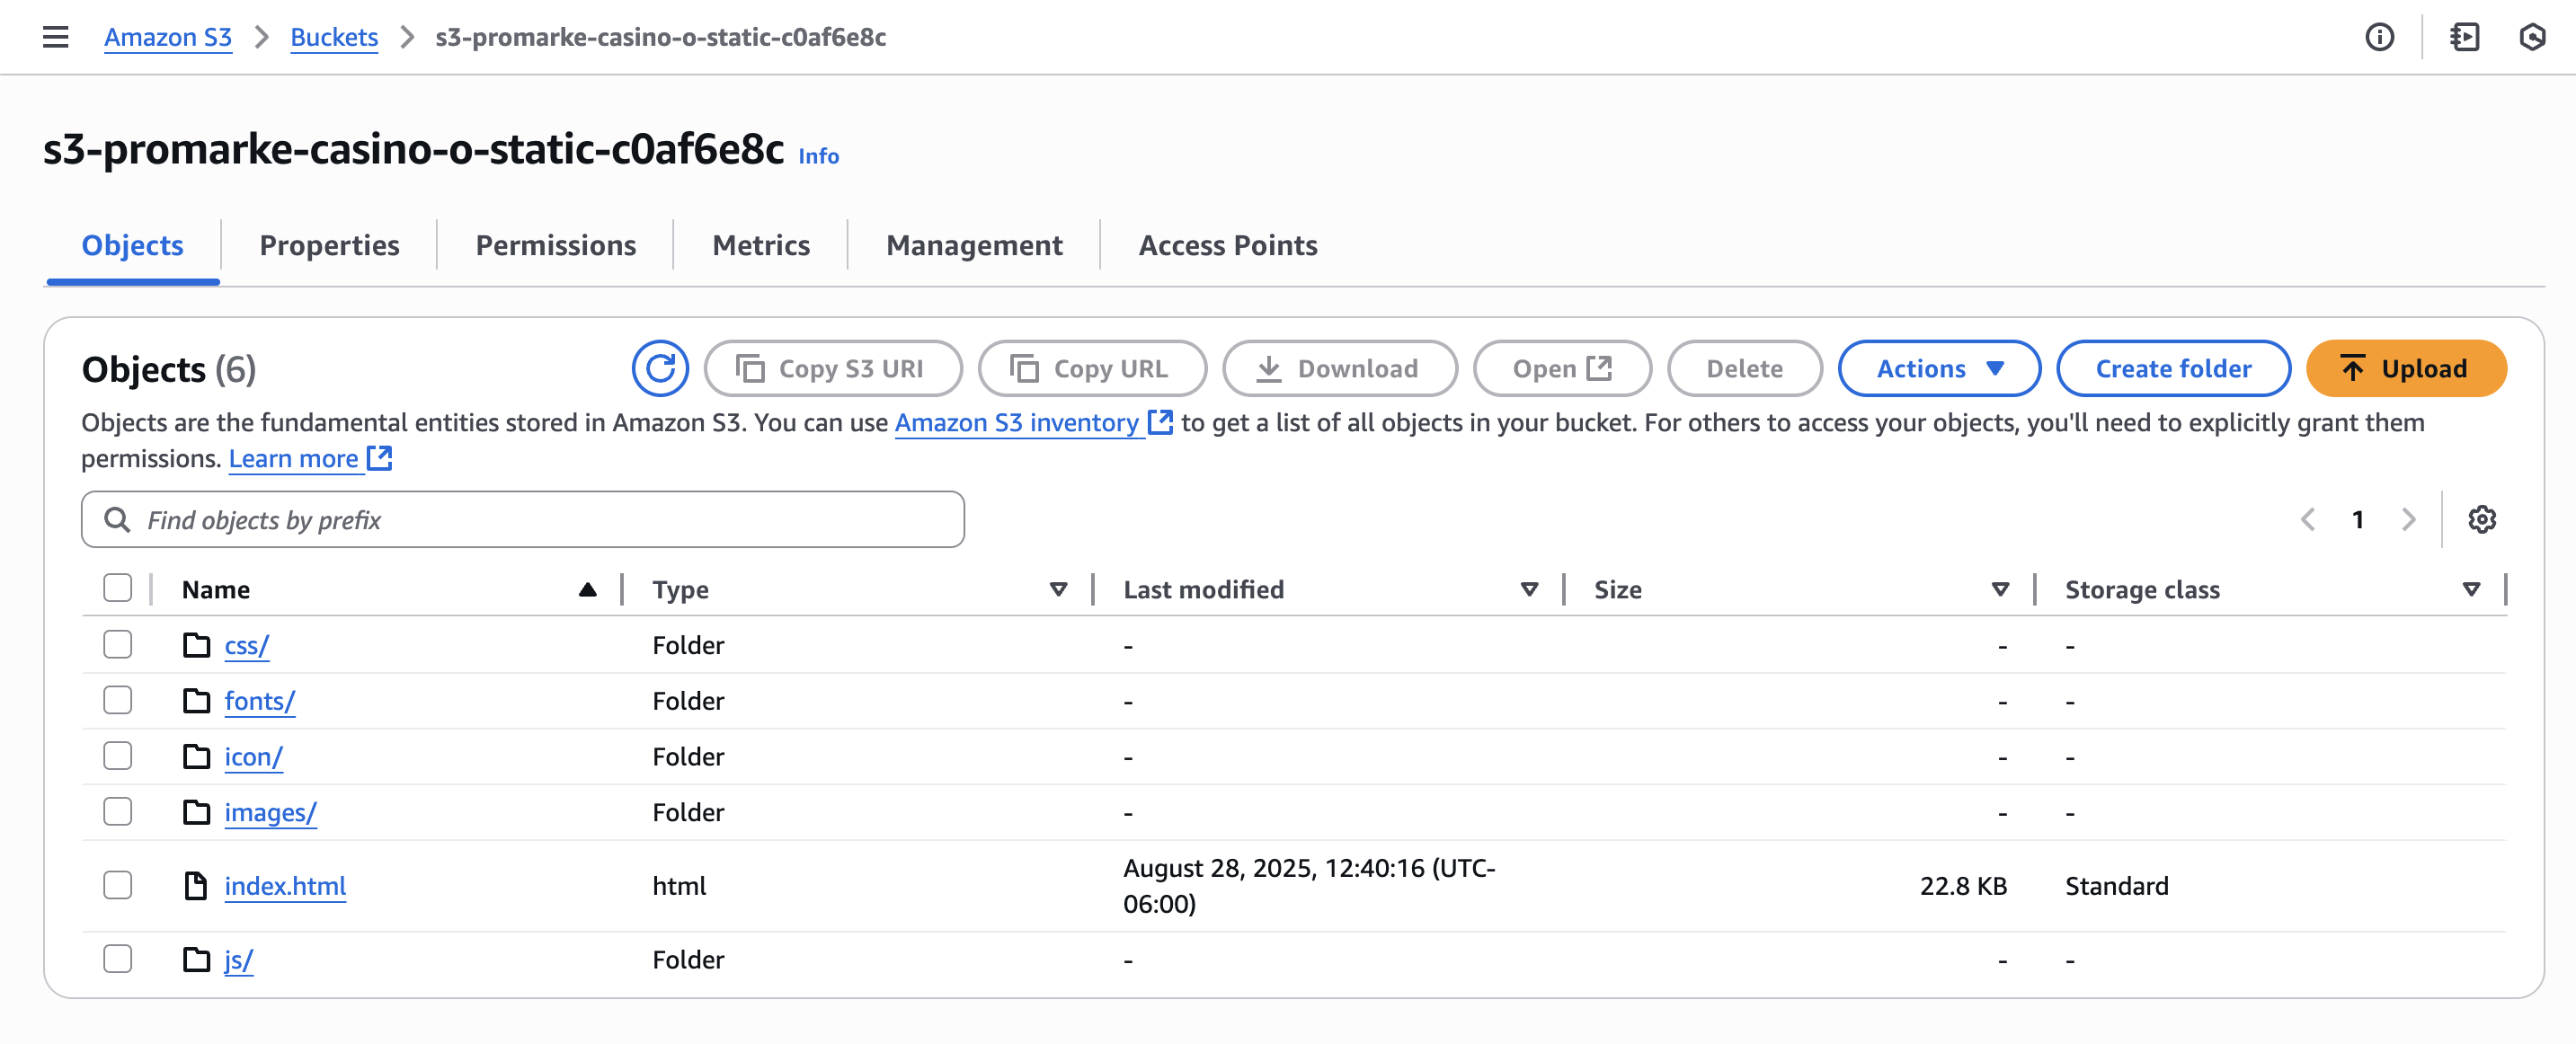 Amazon S3 > Buckets > s3-promarke-casino-o-static-c0af6e8c
s3-promarke-casino-o-static-c0af6e8c Info
Objects Properties Permissions Metrics Management Access Points
Objects (6) Copy S3 URI Copy URL Download Open Delete Actions Create folder Upload
Objects are the fundamental entities stored in Amazon S3. You can use Amazon S3 inventory to get a list of all objects in your bucket. For others to access your objects, you'll need to explicitly grant them
permissions. Learn more
Find objects by prefix 1
Name Type Last modified Size Storage class
css/ Folder - - -
fonts/ Folder - - -
icon/ Folder - - -
images/ Folder - - -
index.html html August 28, 2025, 12:40:16 (UTC-
06:00) 22.8 KB Standard
js/ Folder - - -